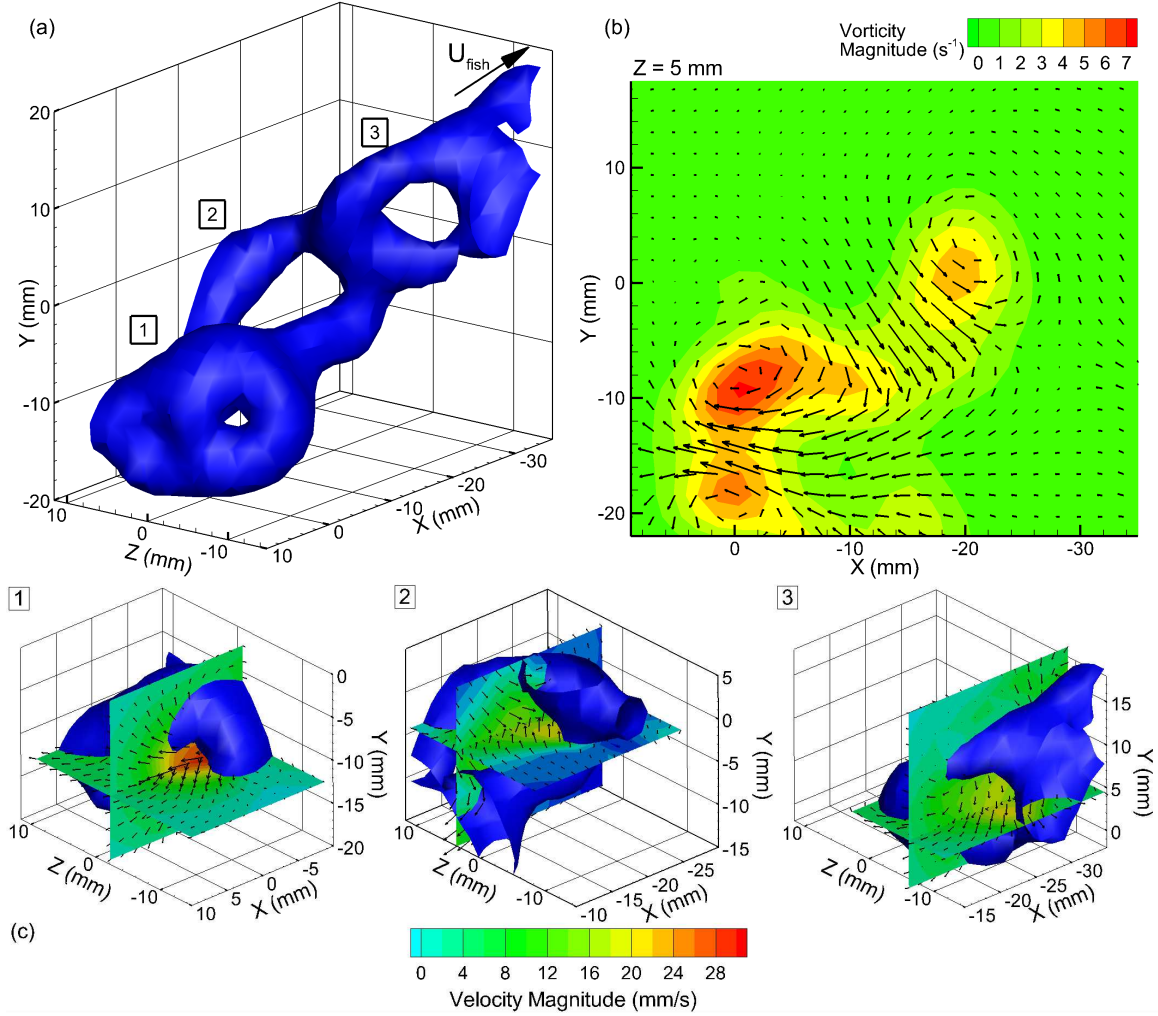 (a)
U fish
3
2
1
Y (mm)
20
10
0
-10
-20
10
0
-10
Z (mm)
10
0
-10
-20
-30
X (mm)
(b)
Vorticity
Magnitude (s⁻¹)
0 1 2 3 4 5 6 7
Z = 5 mm
Y (mm)
10
0
-10
-20
0 -10 -20 -30
X (mm)
1
0
-5
-10
-15
-20
Y (mm)
10
0
-10
Z (mm)
10
5
0
-5
X (mm)
2
5
0
-5
-10
-15
Y (mm)
10
0
-10
Z (mm)
-10
-15
-20
-25
X (mm)
3
15
10
5
0
Y (mm)
10
0
-10
Z (mm)
-15
-20
-25
-30
X (mm)
(c)
0 4 8 12 16 20 24 28
Velocity Magnitude (mm/s)